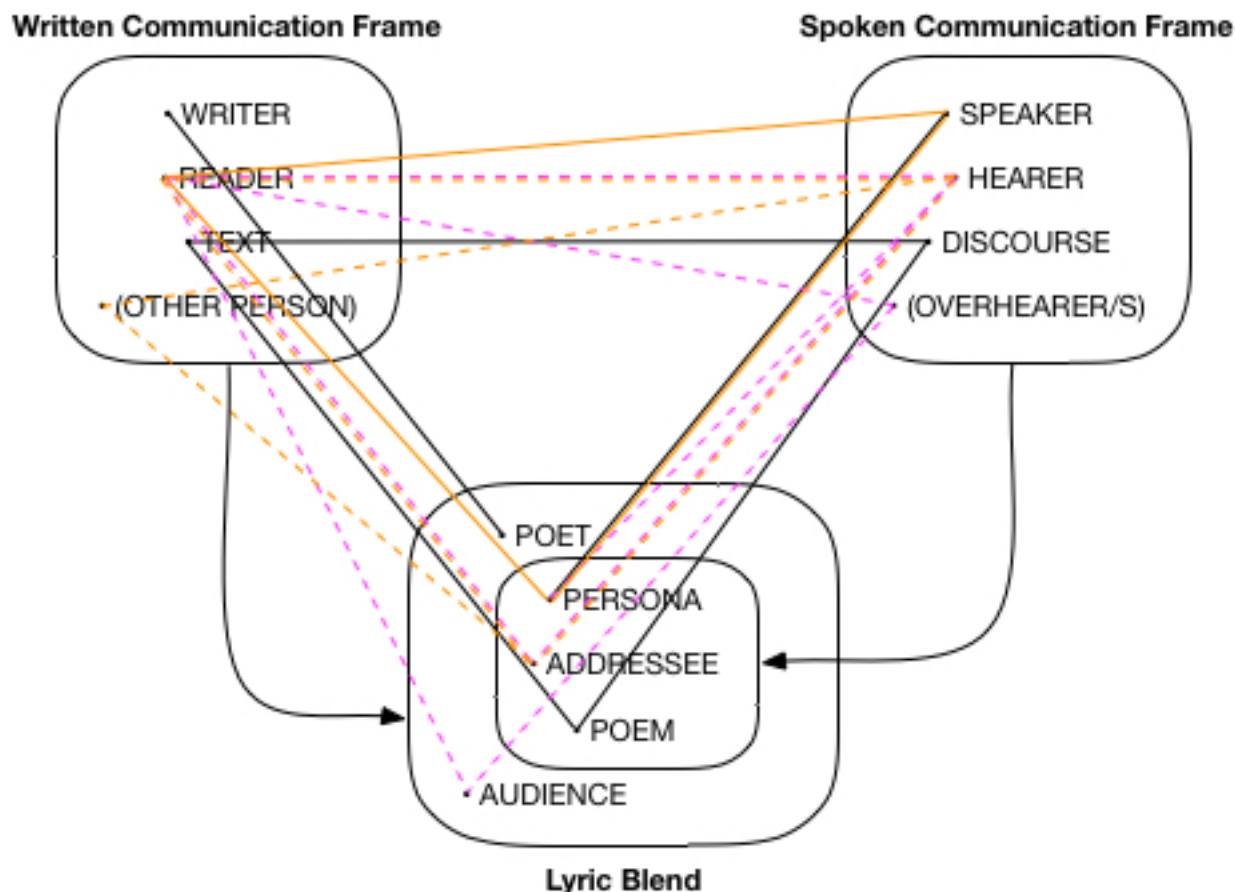 Written Communication Frame
Spoken Communication Frame
WRITER
READER
TEXT
(OTHER PERSON)
SPEAKER
HEARER
DISCOURSE
(OVERHEARER/S)
POET
PERSONA
ADDRESSEE
POEM
AUDIENCE
Lyric Blend